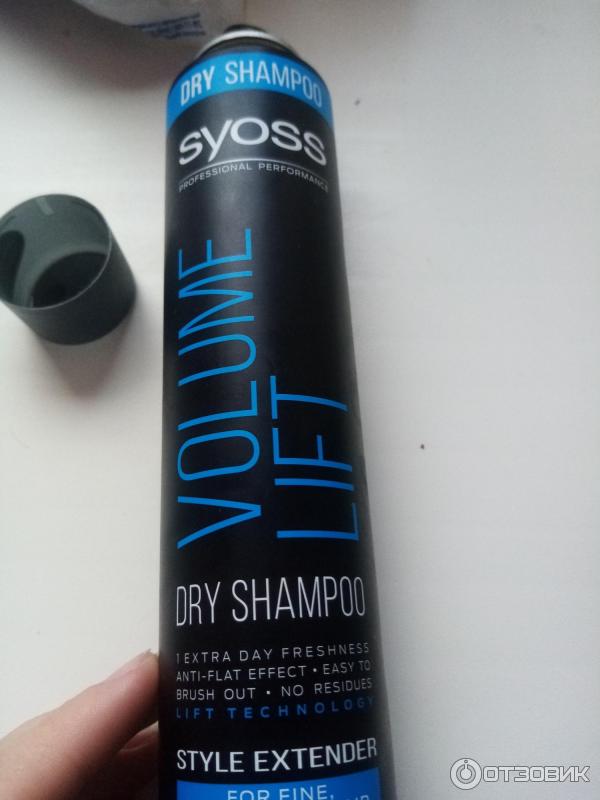 DRY SHAMPOO
syoss
PROFESSIONAL PERFORMANCE
VOLUME
LIFT
DRY SHAMPOO
1 EXTRA DAY FRESHNESS
ANTI-FLAT EFFECT • EASY TO
BRUSH OUT • NO RESIDUES
LIFT TECHNOLOGY
STYLE EXTENDER
FOR FINE,
ОТЗОВИК